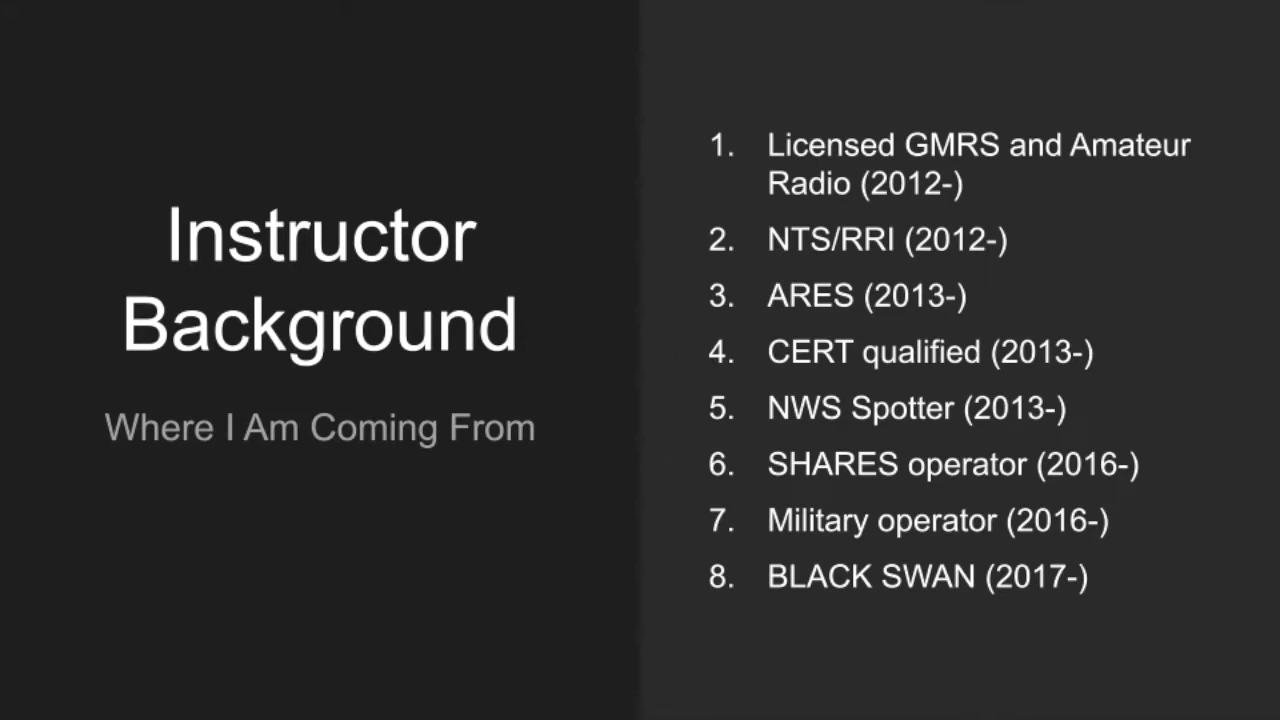 Instructor
Background
Where I Am Coming From
1. Licensed GMRS and Amateur
Radio (2012-)
2. NTS/RRI (2012-)
3. ARES (2013-)
4. CERT qualified (2013-)
5. NWS Spotter (2013-)
6. SHARES operator (2016-)
7. Military operator (2016-)
8. BLACK SWAN (2017-)